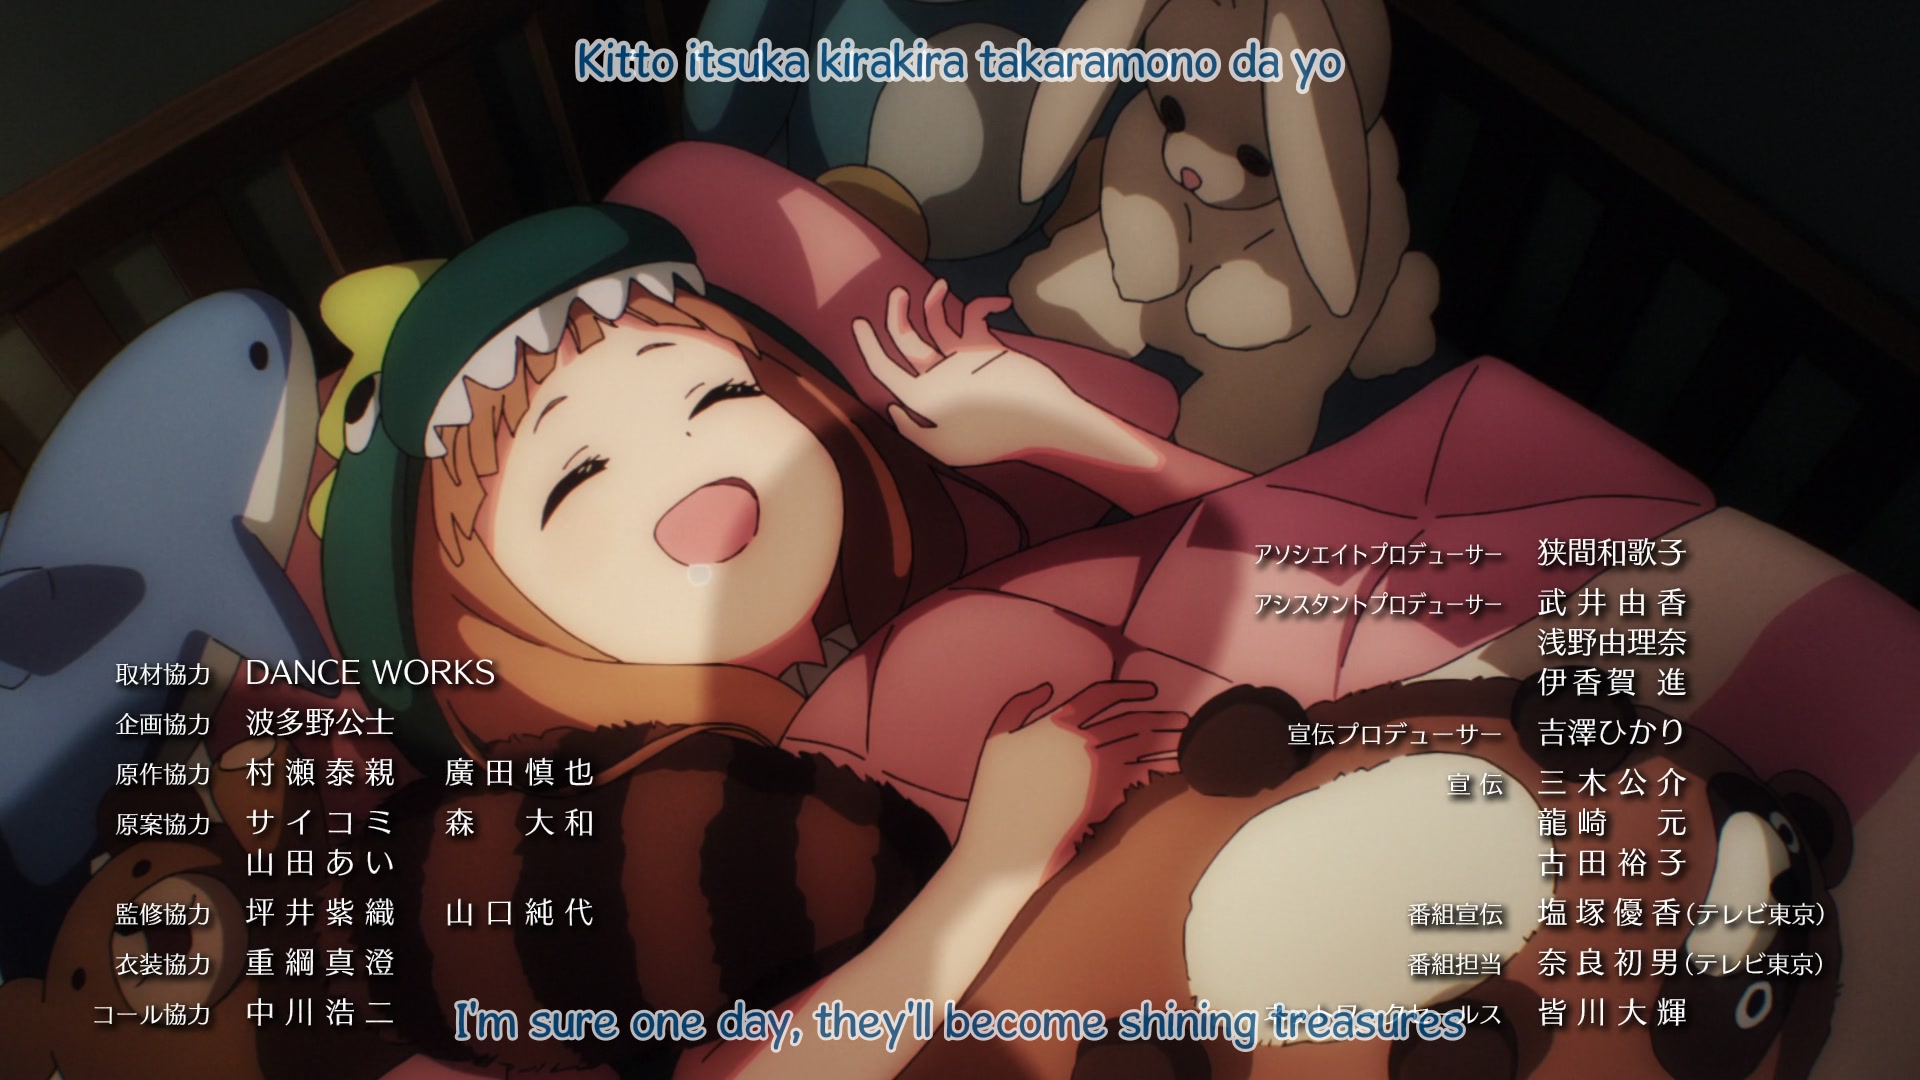 Kitto itsuka kirakira takaramono da yo
取材協力 DANCE WORKS
企画協力 波多野公士
原作協力 村瀬泰親 廣田慎也
原案協力 サイコミ 森 大和
山田あい
監修協力 坪井紫織 山口純代
衣装協力 重綱真澄
コール協力 中川浩二
アソシエイトプロデューサー 狭間和歌子
アシスタントプロデューサー 武井由香
浅野由理奈
伊香賀 進
宣伝プロデューサー 吉澤ひかり
宣伝 三木公介
龍崎 元
古田裕子
番組宣伝 塩塚優香(テレビ東京)
番組担当 奈良初男(テレビ東京)
皆川大輝
I'm sure one day, they'll become shining treasures